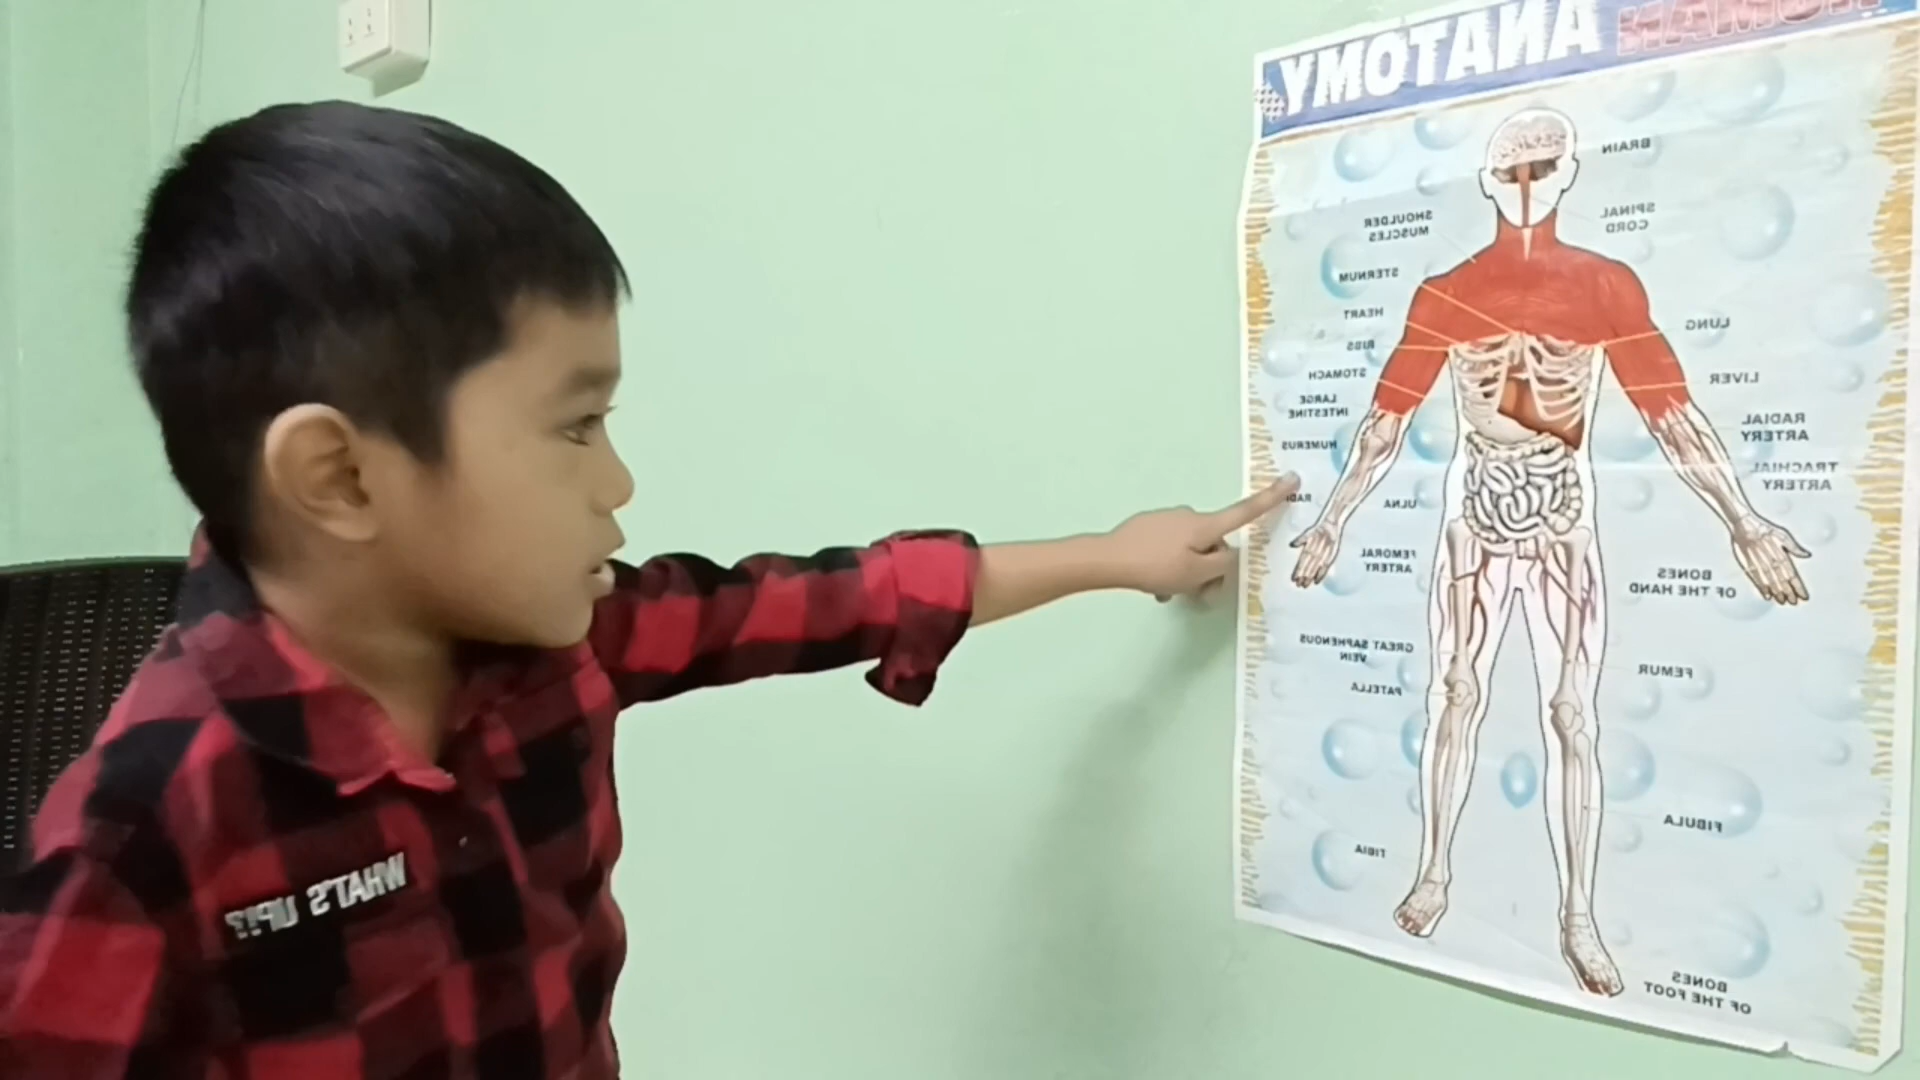 HUMAN ANATOMY
BRAIN
SPINAL
CORD
SHOULDER
MUSCLES
STERNUM
HEART
RIBS
STOMACH
LARGE
INTESTINE
HUMERUS
ULNA
FEMORAL
ARTERY
GREAT SAPHENOUS
VEIN
PATELLA
TIBIA
LUNG
LIVER
RADIAL
ARTERY
TRACHIAL
ARTERY
BONES
OF THE HAND
FEMUR
FIBULA
BONES
OF THE FOOT
WHAT'S UP!?